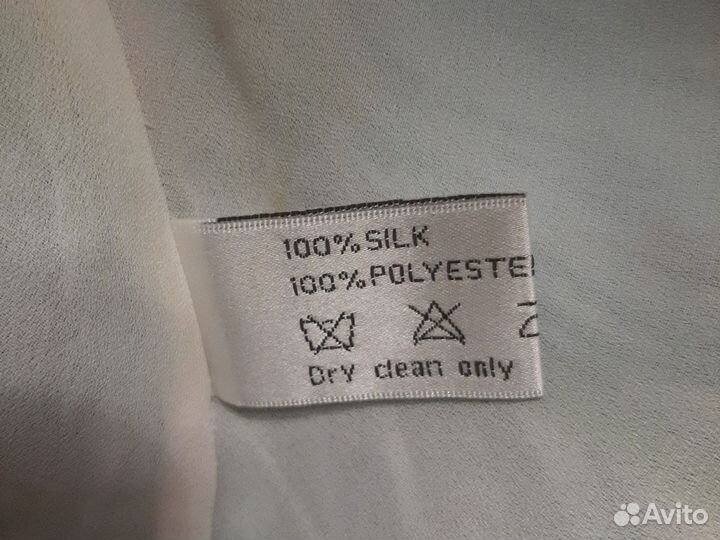 100% SILK
100% POLYESTE
Dry clean only
Avito